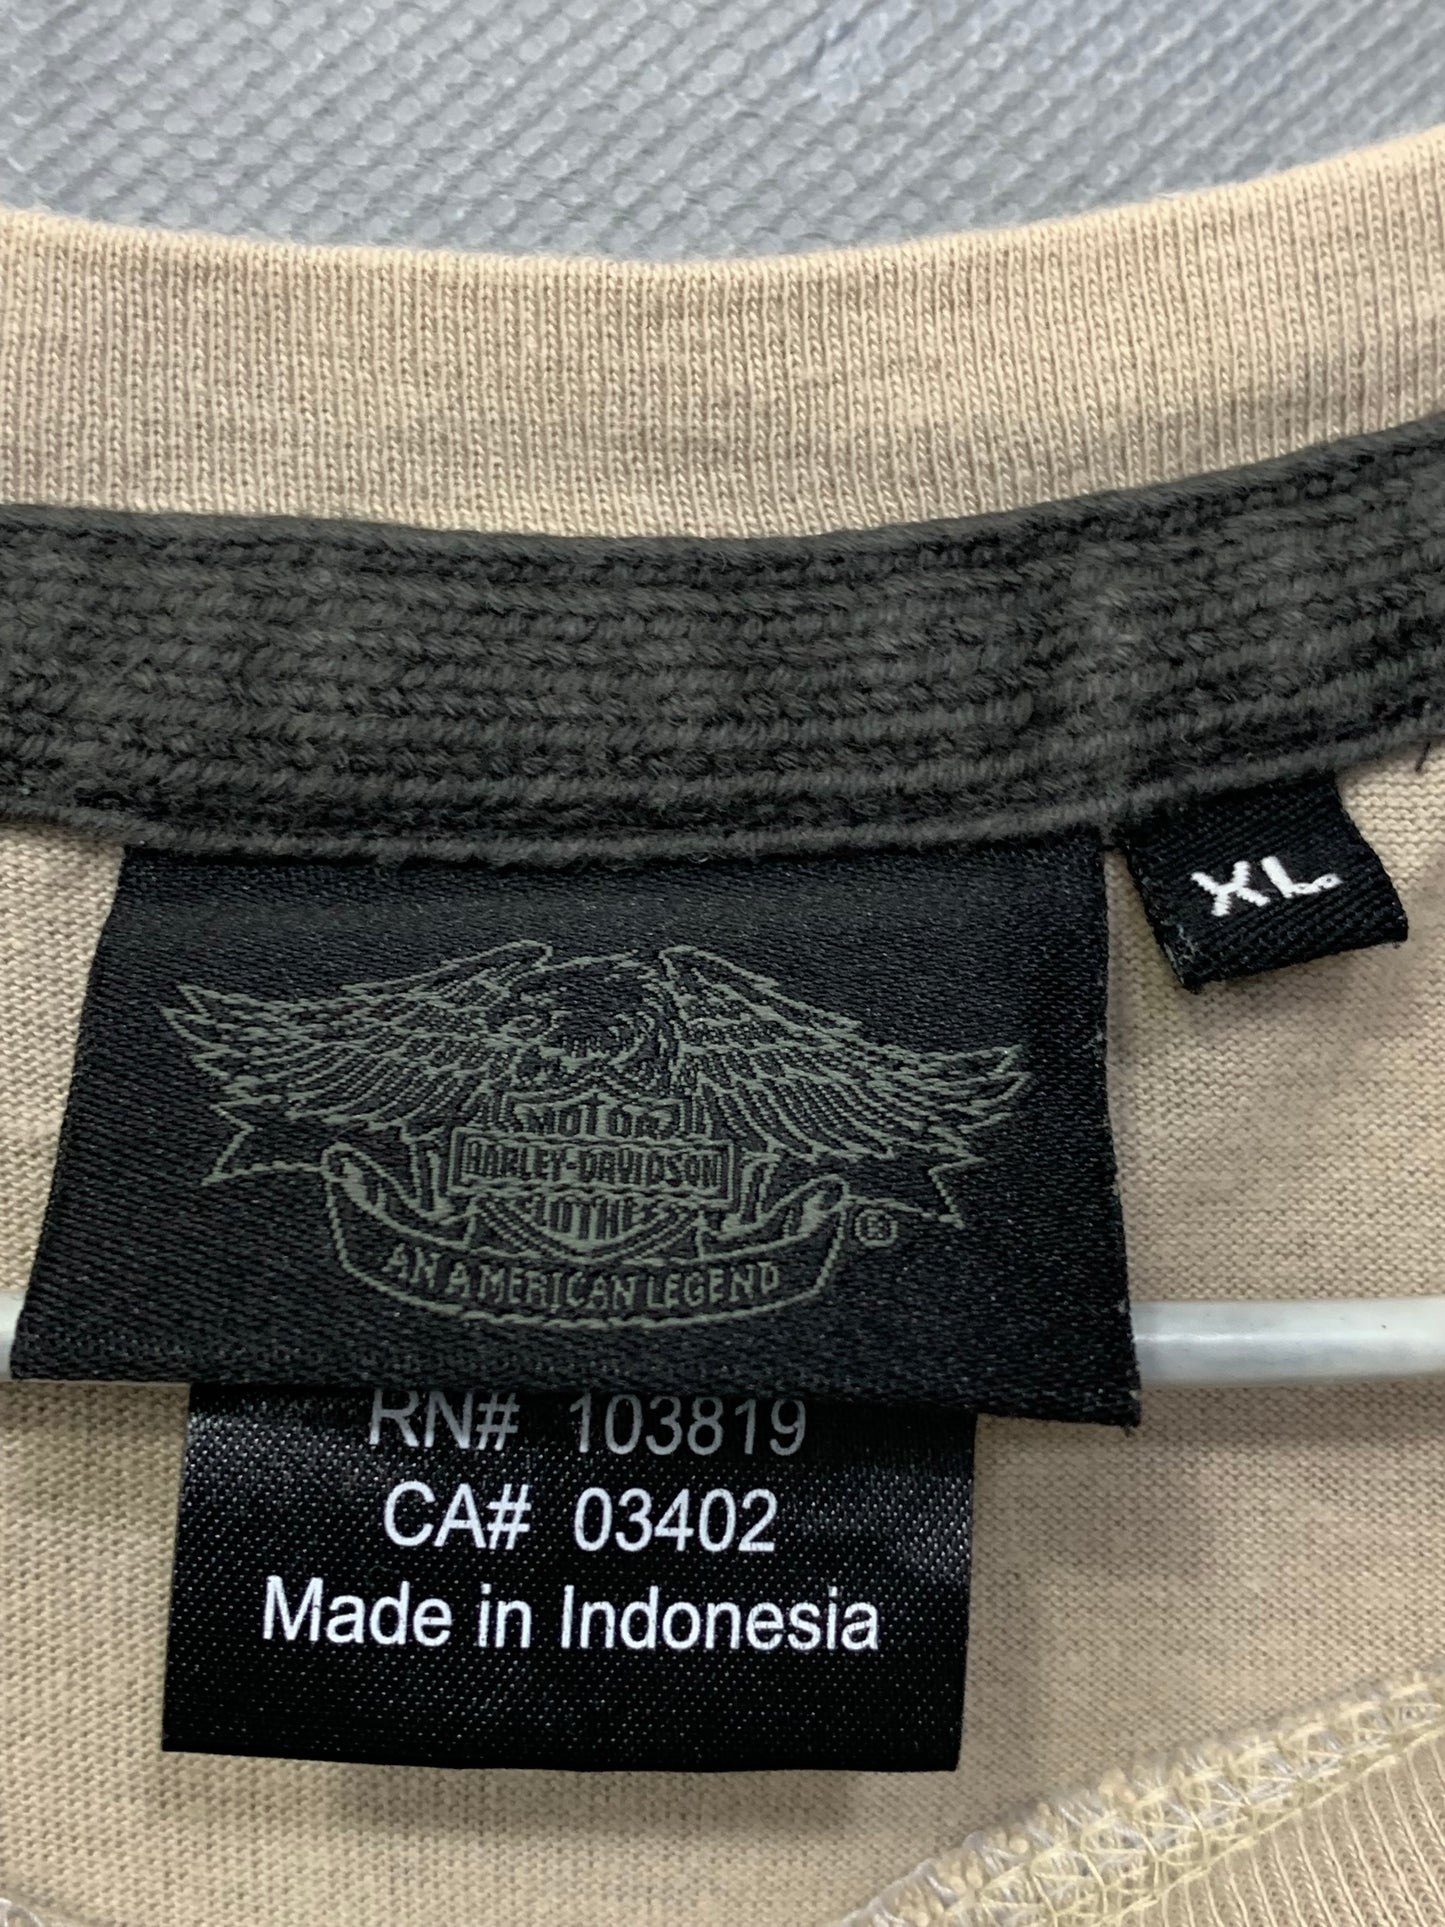 XL
MOTOR
HARLEY-DAVIDSON
CLOTHES
®
AN AMERICAN LEGEND
RN# 103819
CA# 03402
Made in Indonesia